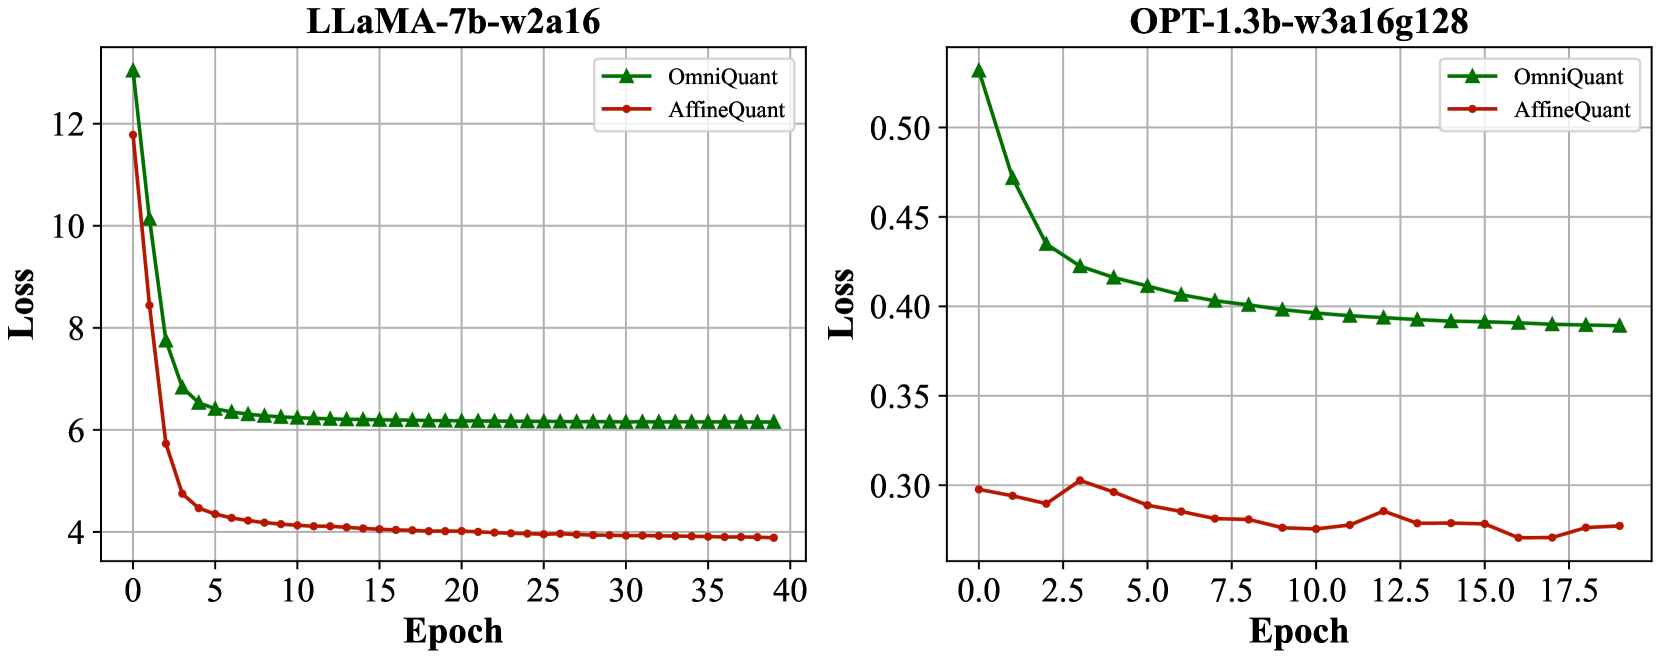 LLaMA-7b-w2a16
OmniQuant
AffineQuant
12
10
8
6
4
Loss
0 5 10 15 20 25 30 35 40
Epoch
OPT-1.3b-w3a16g128
OmniQuant
AffineQuant
0.50
0.45
0.40
0.35
0.30
Loss
0.0 2.5 5.0 7.5 10.0 12.5 15.0 17.5
Epoch